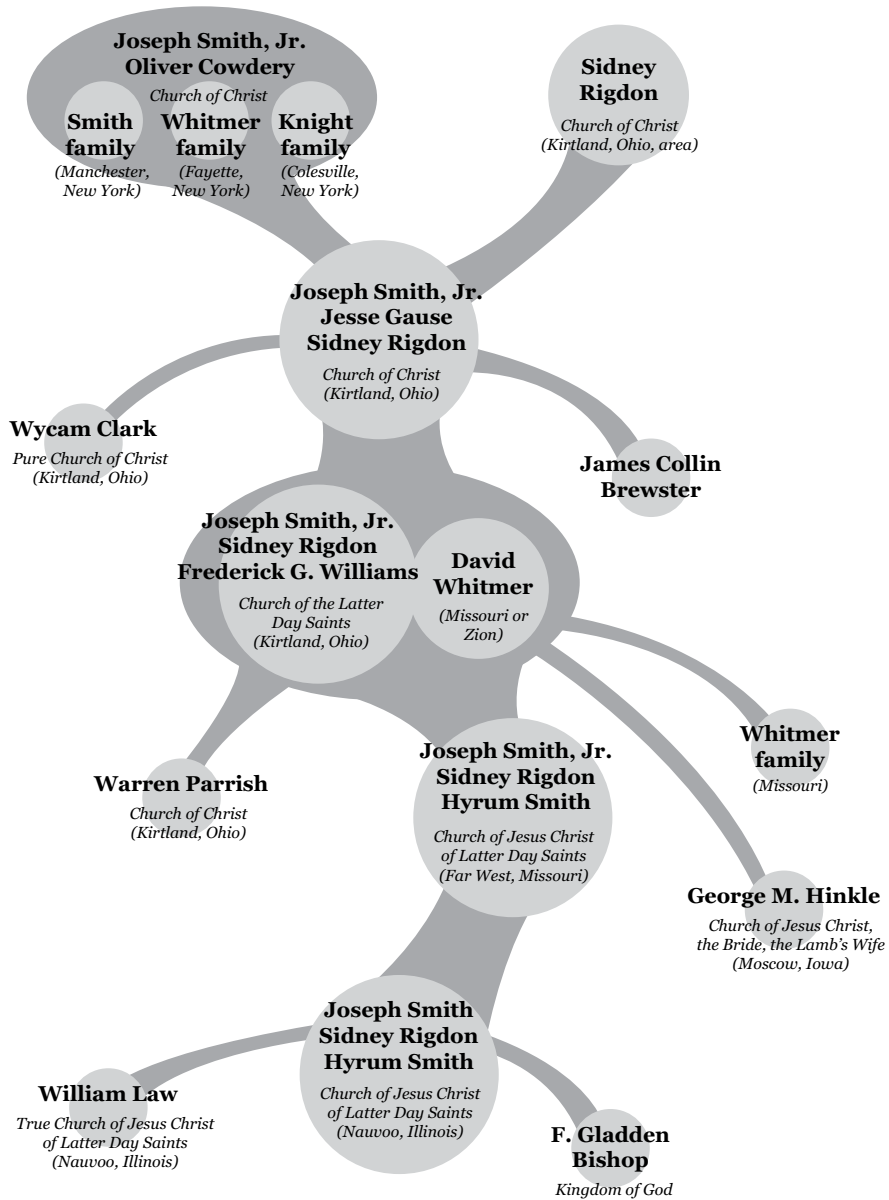 Joseph Smith, Jr.
Oliver Cowdery
Church of Christ
Smith
family
(Manchester,
New York)
Whitmer
family
(Fayette,
New York)
Knight
family
(Colesville,
New York)
Sidney
Rigdon
Church of Christ
(Kirtland, Ohio, area)
Joseph Smith, Jr.
Jesse Gause
Sidney Rigdon
Church of Christ
(Kirtland, Ohio)
Wycam Clark
Pure Church of Christ
(Kirtland, Ohio)
James Collin
Brewster
Joseph Smith, Jr.
Sidney Rigdon
Frederick G. Williams
Church of the Latter
Day Saints
(Kirtland, Ohio)
David
Whitmer
(Missouri or
Zion)
Warren Parrish
Church of Christ
(Kirtland, Ohio)
Joseph Smith, Jr.
Sidney Rigdon
Hyrum Smith
Church of Jesus Christ
of Latter Day Saints
(Far West, Missouri)
Whitmer
family
(Missouri)
George M. Hinkle
Church of Jesus Christ,
the Bride, the Lamb's Wife
(Moscow, Iowa)
Joseph Smith
Sidney Rigdon
Hyrum Smith
Church of Jesus Christ
of Latter Day Saints
(Nauvoo, Illinois)
William Law
True Church of Jesus Christ
of Latter Day Saints
(Nauvoo, Illinois)
F. Gladden
Bishop
Kingdom of God